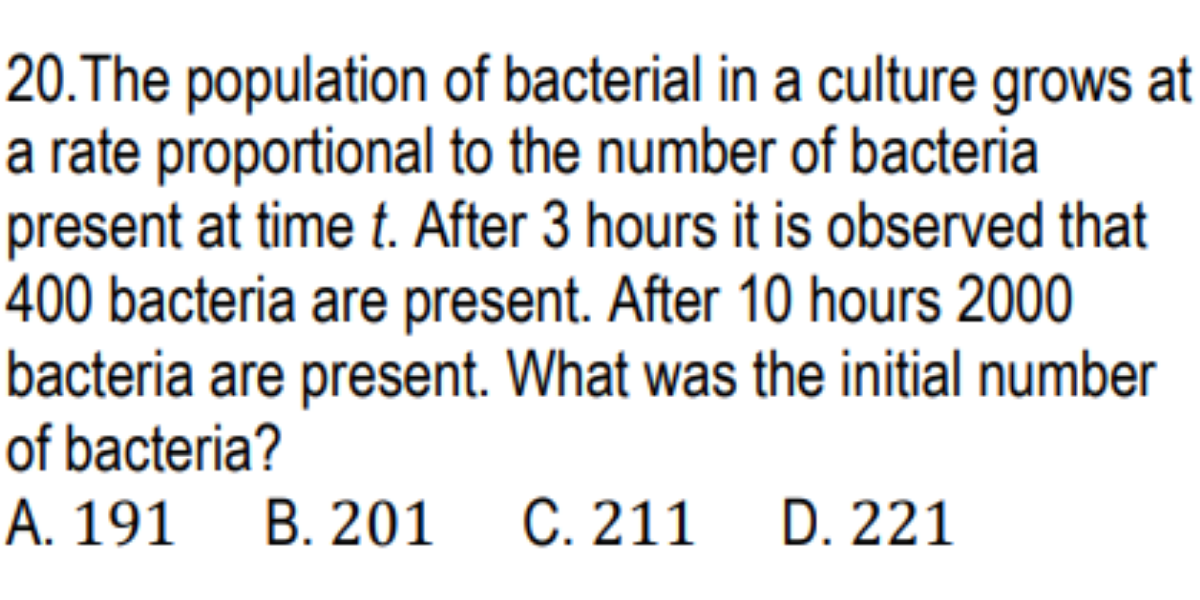 20.The population of bacterial in a culture grows at
a rate proportional to the number of bacteria
present at time t. After 3 hours it is observed that
400 bacteria are present. After 10 hours 2000
bacteria are present. What was the initial number
of bacteria?
A. 191 B. 201 C. 211 D. 221